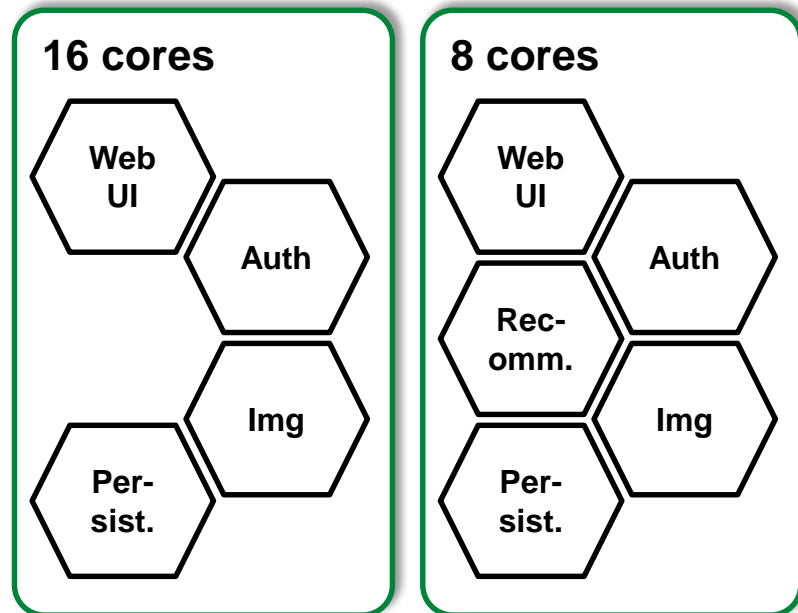 16 cores
Web
UI
Auth
Img
Per-
sist.
8 cores
Web
UI
Auth
Rec-
omm.
Img
Per-
sist.